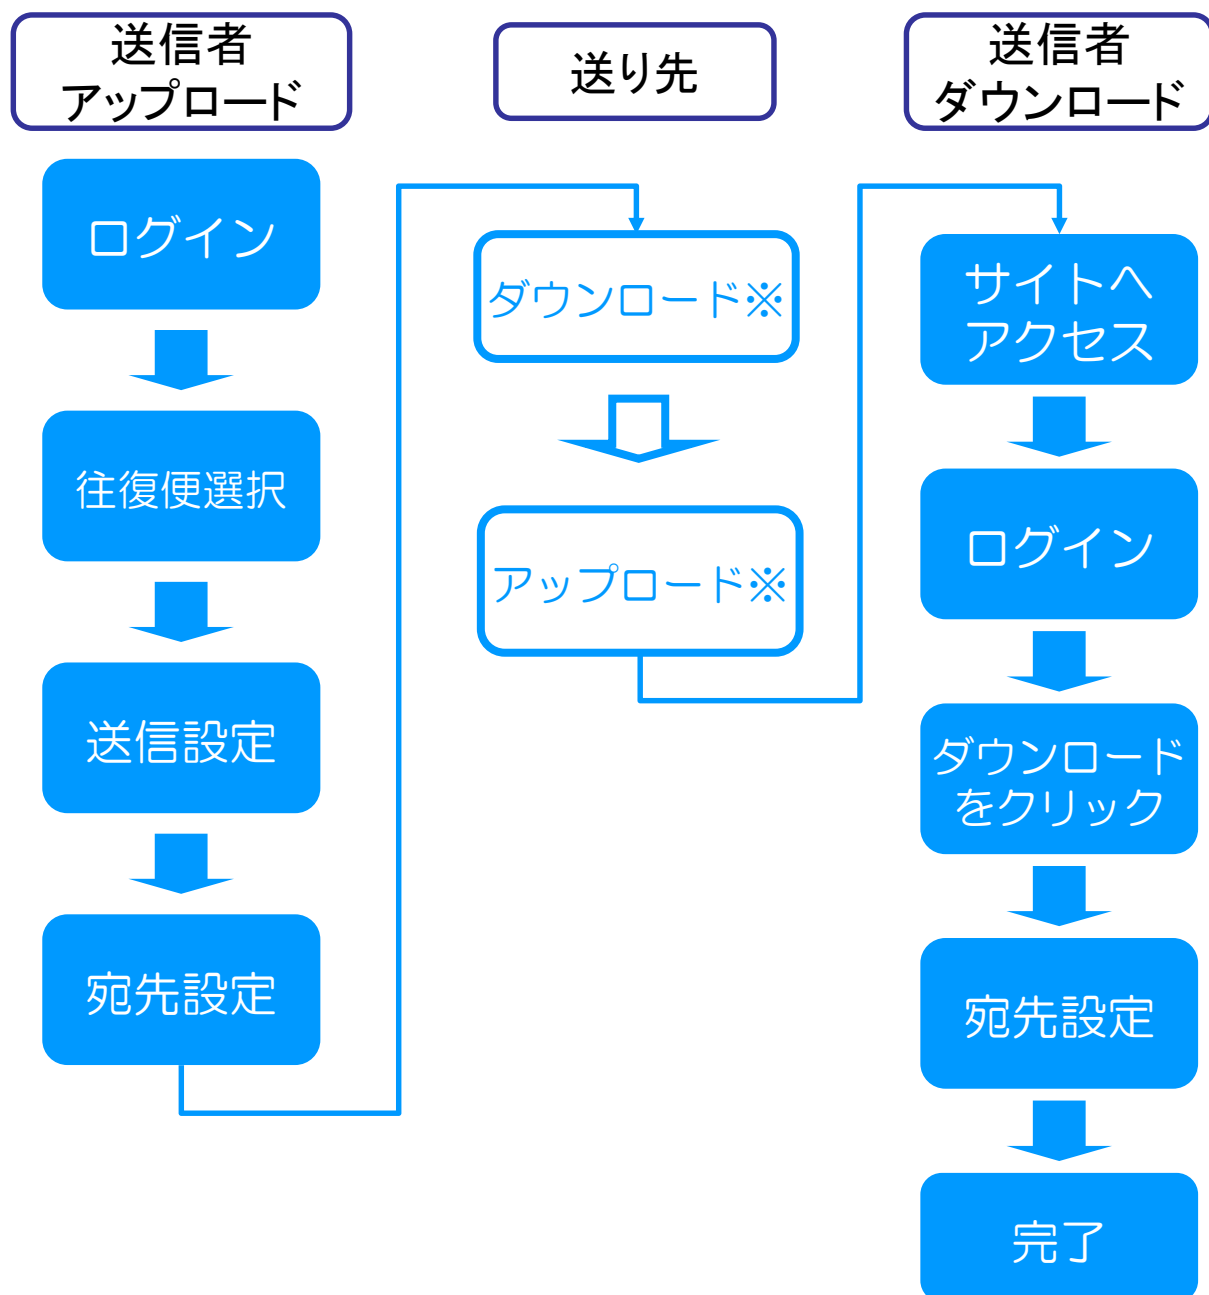 送信者
アップロード
ログイン
往復便選択
送信設定
宛先設定
送り先
ダウンロード※
アップロード※
送信者
ダウンロード
サイトへ
アクセス
ログイン
ダウンロード
をクリック
宛先設定
完了